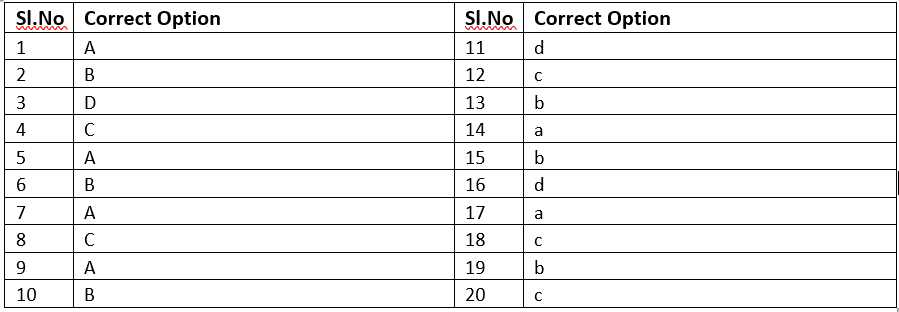 Sl.No Correct Option Sl.No Correct Option
1 A 11 d
2 B 12 c
3 D 13 b
4 C 14 a
5 A 15 b
6 B 16 d
7 A 17 a
8 C 18 c
9 A 19 b
10 B 20 c